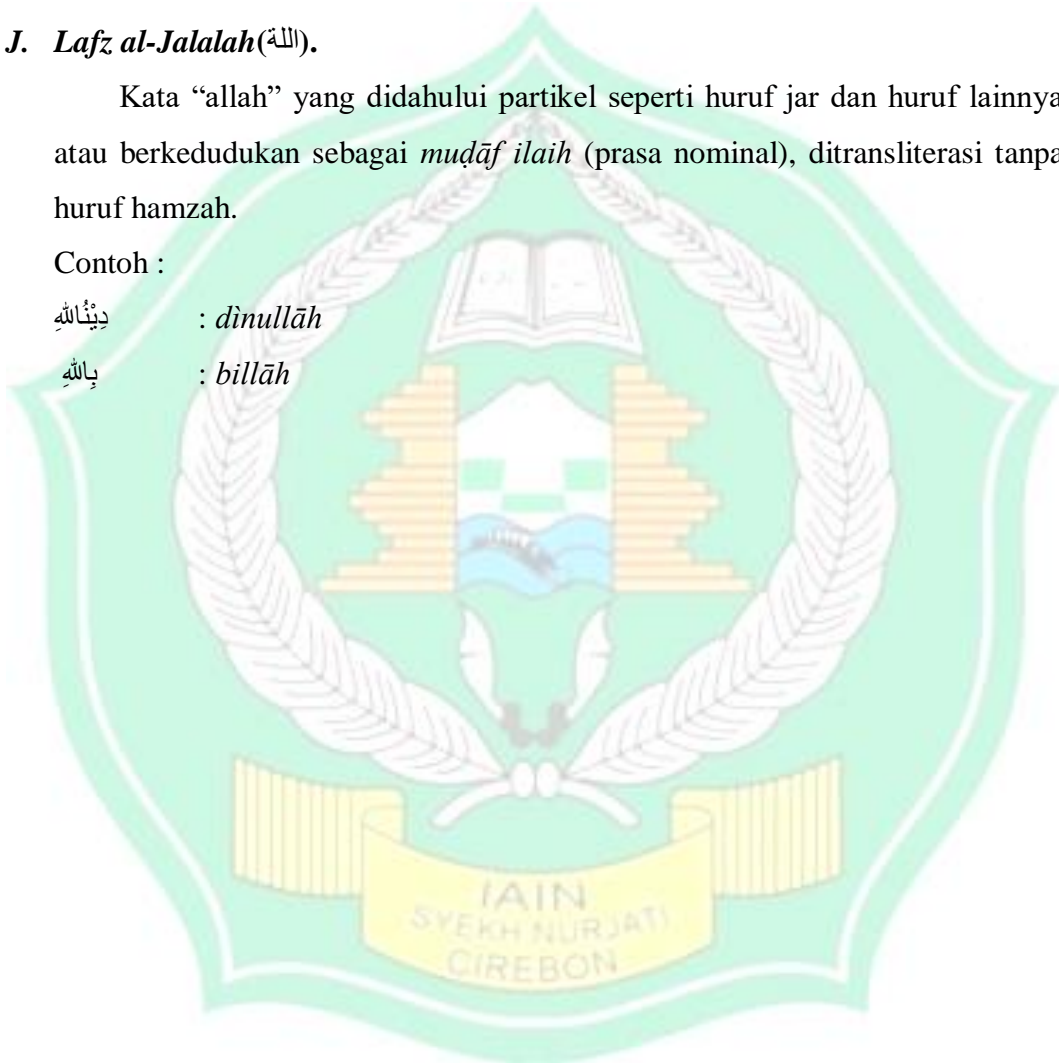 J. Lafz al-Jalalah(اللة).
Kata “allah” yang didahului partikel seperti huruf jar dan huruf lainnya
atau berkedudukan sebagai muḍāf ilaih (prasa nominal), ditransliterasi tanpa
huruf hamzah.
Contoh :
دِيْنُاللهِ : dìnullāh
بِاللهِ : billāh
IAIN
SYEKH NURJATI
CIREBON